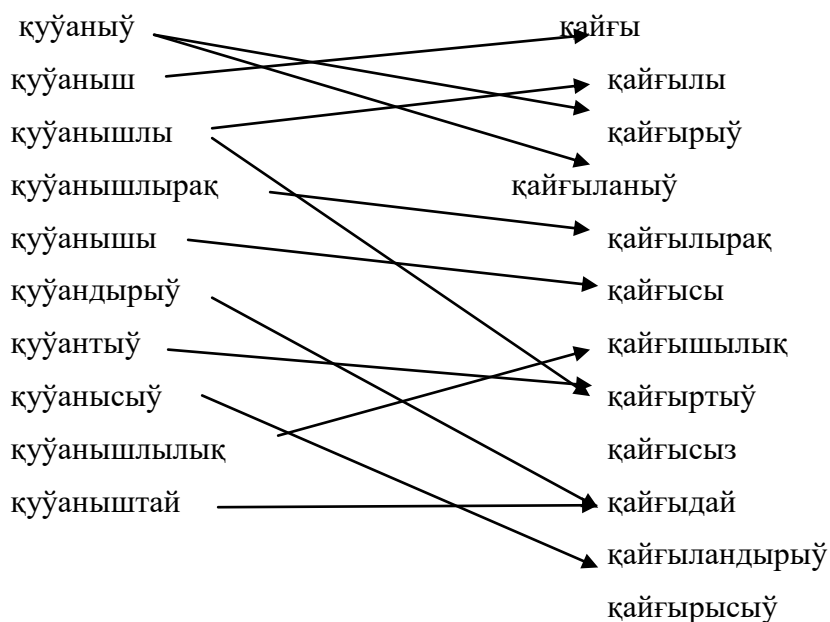 қуўаныў қайғы
қуўаныш қайғылы
қуўанышлы қайғырыў
қуўанышлырақ қайғыланыў
қуўанышы қайғылырақ
қуўандырыў қайғысы
қуўантыў қайғышылық
қуўанысыў қайғыртыў
қуўанышлылық қайғысыз
қуўаныштай қайғыдай
қайғыландырыў
қайғырысыў